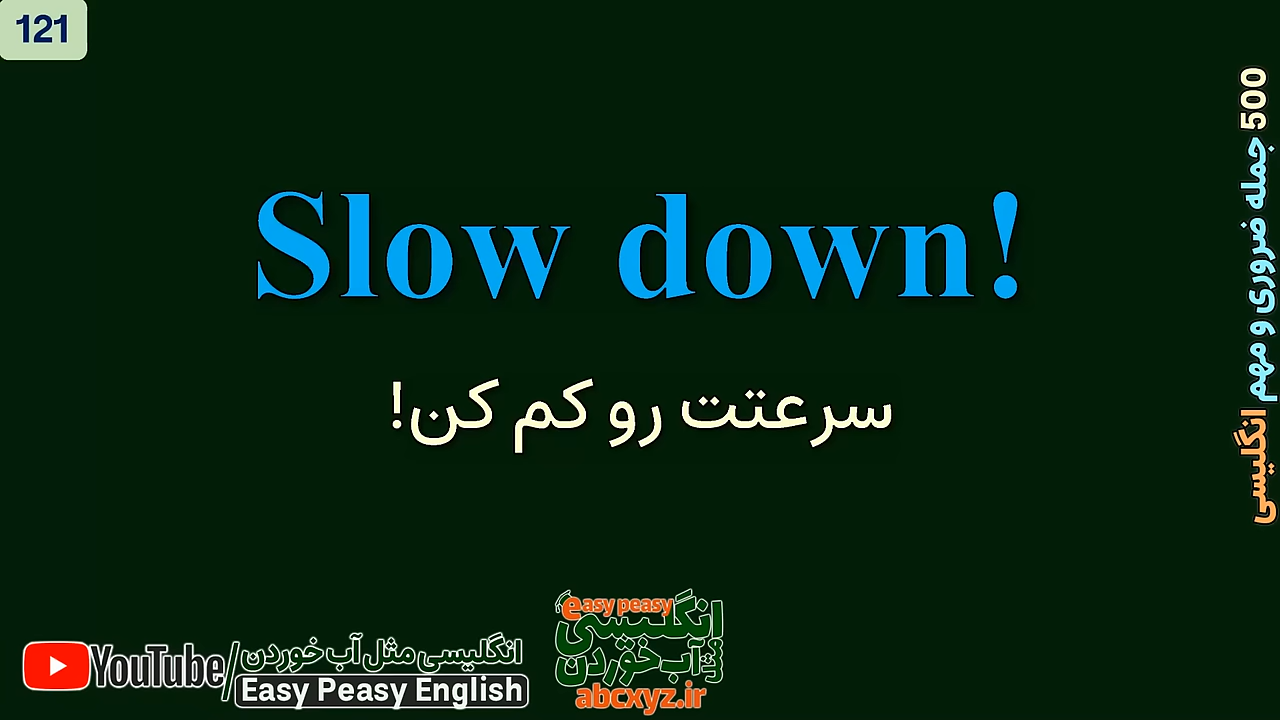 121
Slow down!
سرعتت رو کم کن!
500 جمله ضروری و مهم انگلیسی
YouTube/انگلیسی مثل آب خوردن
Easy Peasy English
easy peasy
انگلیسی
مثل آب خوردن
abcxyz.ir